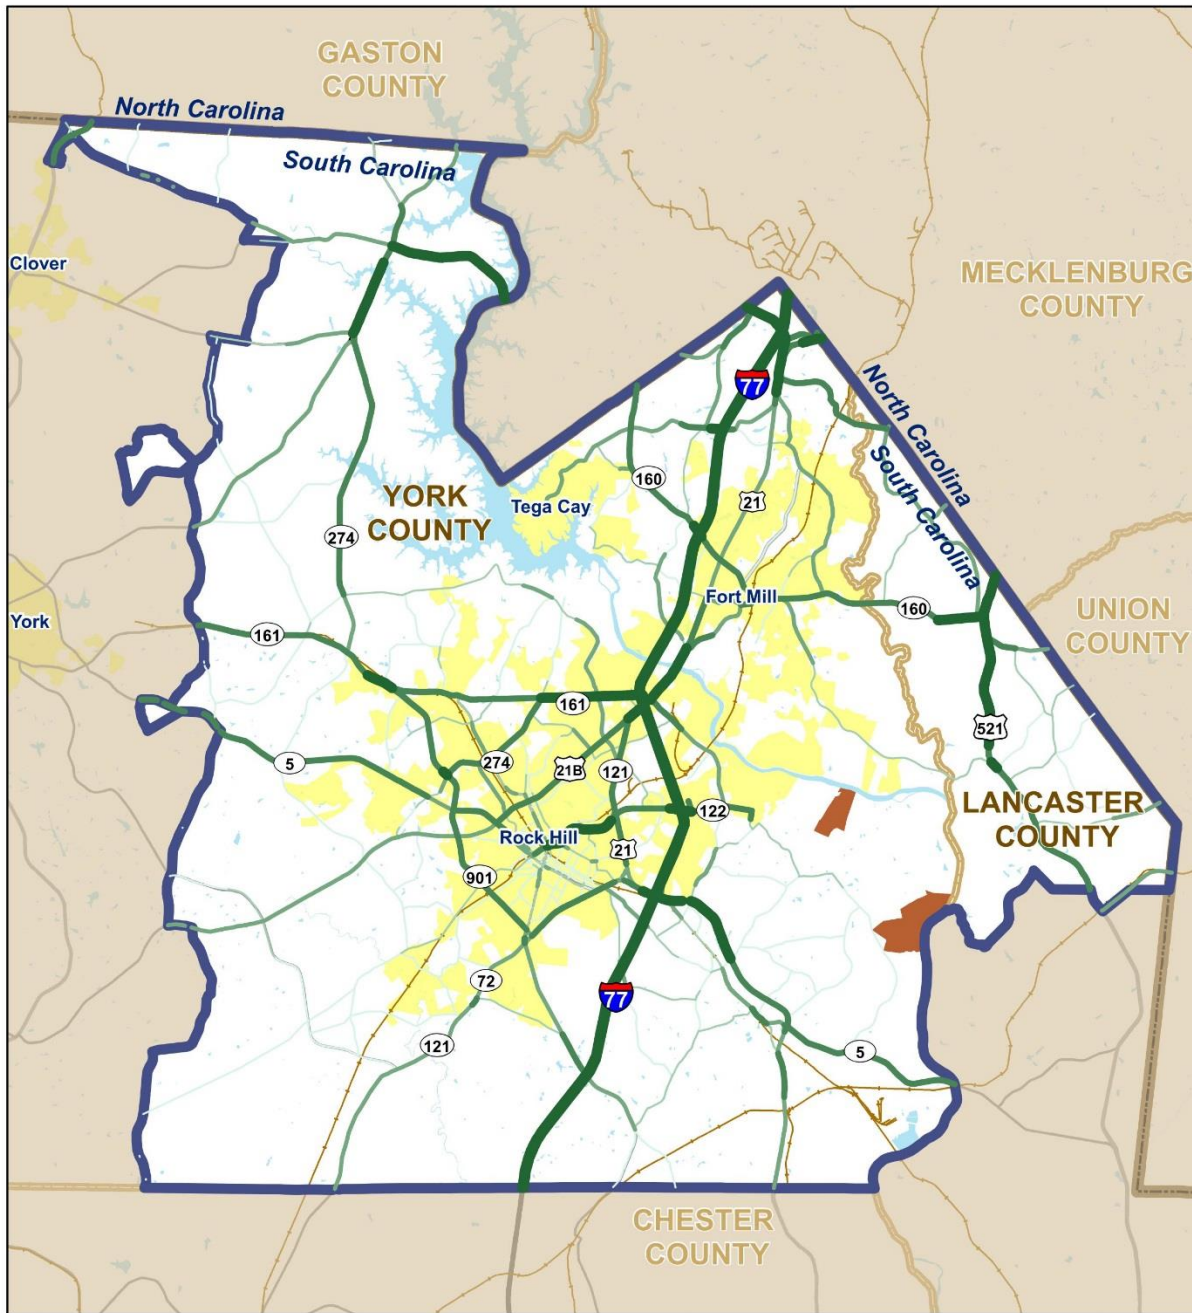 GASTON
COUNTY
North Carolina
South Carolina
Clover
MECKLENBURG
COUNTY
77
North Carolina
South Carolina
160
21
YORK
COUNTY
Tega Cay
274
Fort Mill
160
UNION
COUNTY
York
161
161
521
5
274
21B
121
LANCASTER
COUNTY
122
Rock Hill
21
901
72
77
121
5
CHESTER
COUNTY